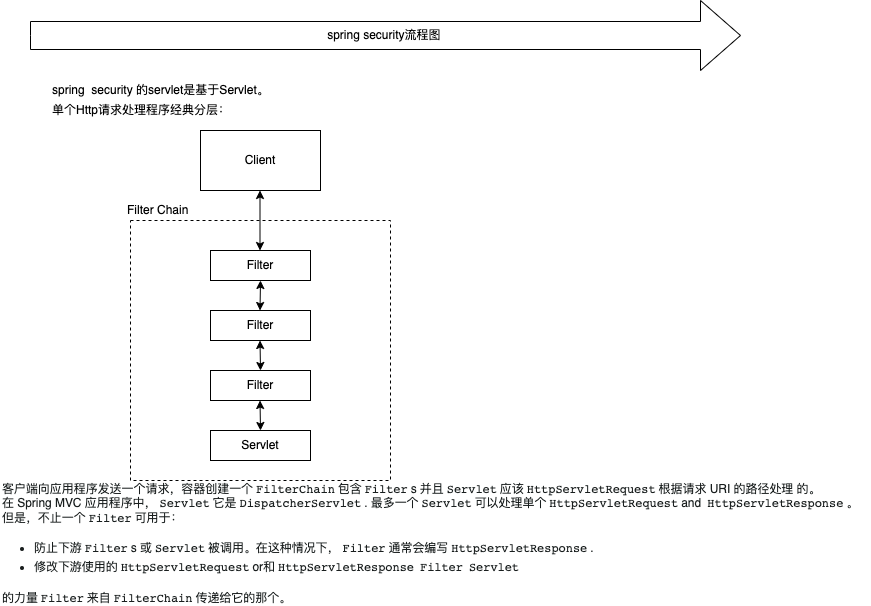 spring security流程图
spring security 的servlet是基于Servlet。
单个Http请求处理程序经典分层：
Client
Filter Chain
Filter
Filter
Filter
Servlet
客户端向应用程序发送一个请求，容器创建一个 FilterChain 包含 Filter s 并且 Servlet 应该 HttpServletRequest 根据请求 URI 的路径处理 的。
在 Spring MVC 应用程序中， Servlet 它是 DispatcherServlet . 最多一个 Servlet 可以处理单个 HttpServletRequest and HttpServletResponse 。
但是，不止一个 Filter 可用于：
• 防止下游 Filter s 或 Servlet 被调用。在这种情况下， Filter 通常会编写 HttpServletResponse .
• 修改下游使用的 HttpServletRequest or和 HttpServletResponse Filter Servlet
的力量 Filter 来自 FilterChain 传递给它的那个。